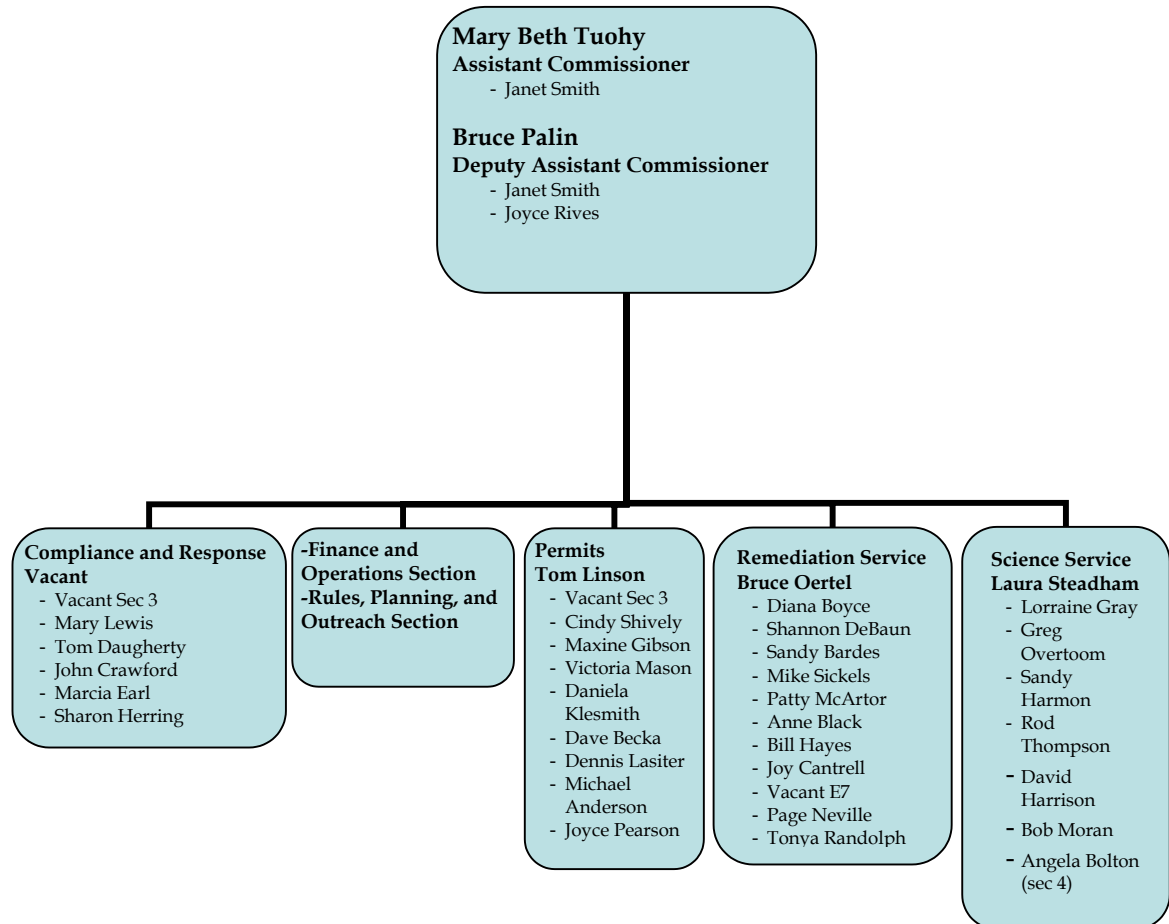 Mary Beth Tuohy
Assistant Commissioner
- Janet Smith
Bruce Palin
Deputy Assistant Commissioner
- Janet Smith
- Joyce Rives
Compliance and Response
Vacant
- Vacant Sec 3
- Mary Lewis
- Tom Daugherty
- John Crawford
- Marcia Earl
- Sharon Herring
-Finance and
Operations Section
-Rules, Planning, and
Outreach Section
Permits
Tom Linson
- Vacant Sec 3
- Cindy Shively
- Maxine Gibson
- Victoria Mason
- Daniela
Klesmith
- Dave Becka
- Dennis Lasiter
- Michael
Anderson
- Joyce Pearson
Remediation Service
Bruce Oertel
- Diana Boyce
- Shannon DeBaun
- Sandy Bardes
- Mike Sickels
- Patty McArtor
- Anne Black
- Bill Hayes
- Joy Cantrell
- Vacant E7
- Page Neville
- Tonya Randolph
Science Service
Laura Steadham
- Lorraine Gray
- Greg
Overtoom
- Sandy
Harmon
- Rod
Thompson
- David
Harrison
- Bob Moran
- Angela Bolton
(sec 4)